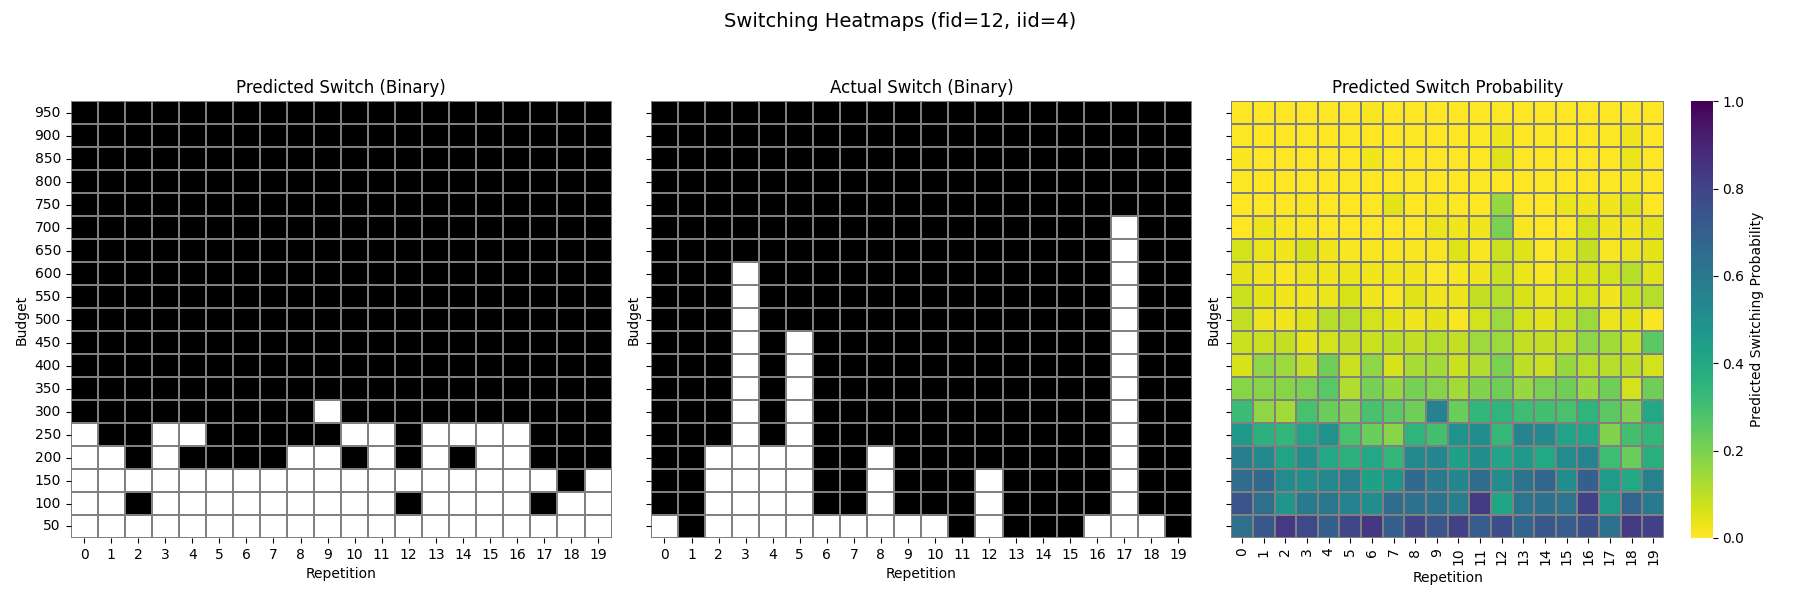 Switching Heatmaps (fid=12, iid=4)
Predicted Switch (Binary)
950
900
850
800
750
700
650
600
550
500
450
400
350
300
250
200
150
100
50
Budget
0 1 2 3 4 5 6 7 8 9 10 11 12 13 14 15 16 17 18 19
Repetition
Actual Switch (Binary)
Budget
0 1 2 3 4 5 6 7 8 9 10 11 12 13 14 15 16 17 18 19
Repetition
Predicted Switch Probability
Budget
0 1 2 3 4 5 6 7 8 9 10 11 12 13 14 15 16 17 18 19
Repetition
1.0
0.8
0.6
0.4
0.2
0.0
Predicted Switching Probability